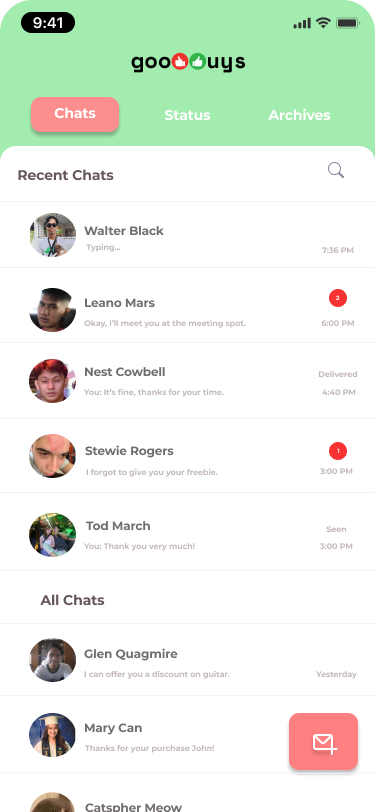 9:41
goo uys
Chats Status Archives
Recent Chats
Walter Black
Typing...
7:36 PM
Leano Mars
2
Okay, I'll meet you at the meeting spot.
6:00 PM
Nest Cowbell
Delivered
You: It's fine, thanks for your time.
4:40 PM
Stewie Rogers
1
I forgot to give you your freebie.
3:00 PM
Tod March
Seen
You: Thank you very much!
3:00 PM
All Chats
Glen Quagmire
I can offer you a discount on guitar.
Yesterday
Mary Can
Thanks for your purchase John!
Catspher Meow